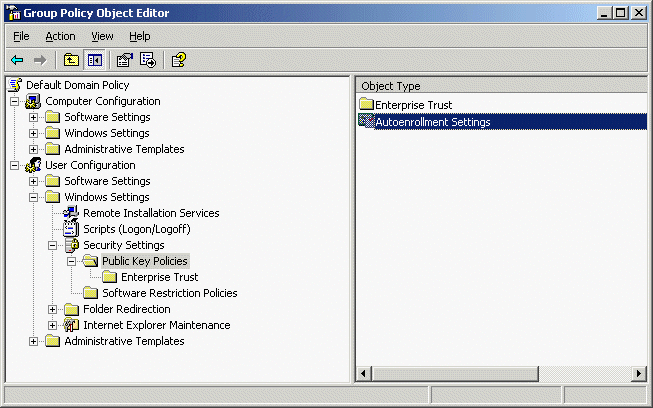 Group Policy Object Editor
File Action View Help
Default Domain Policy
Computer Configuration
Software Settings
Windows Settings
Administrative Templates
User Configuration
Software Settings
Windows Settings
Remote Installation Services
Scripts (Logon/Logoff)
Security Settings
Public Key Policies
Enterprise Trust
Software Restriction Policies
Folder Redirection
Internet Explorer Maintenance
Administrative Templates
Object Type
Enterprise Trust
Autoenrollment Settings